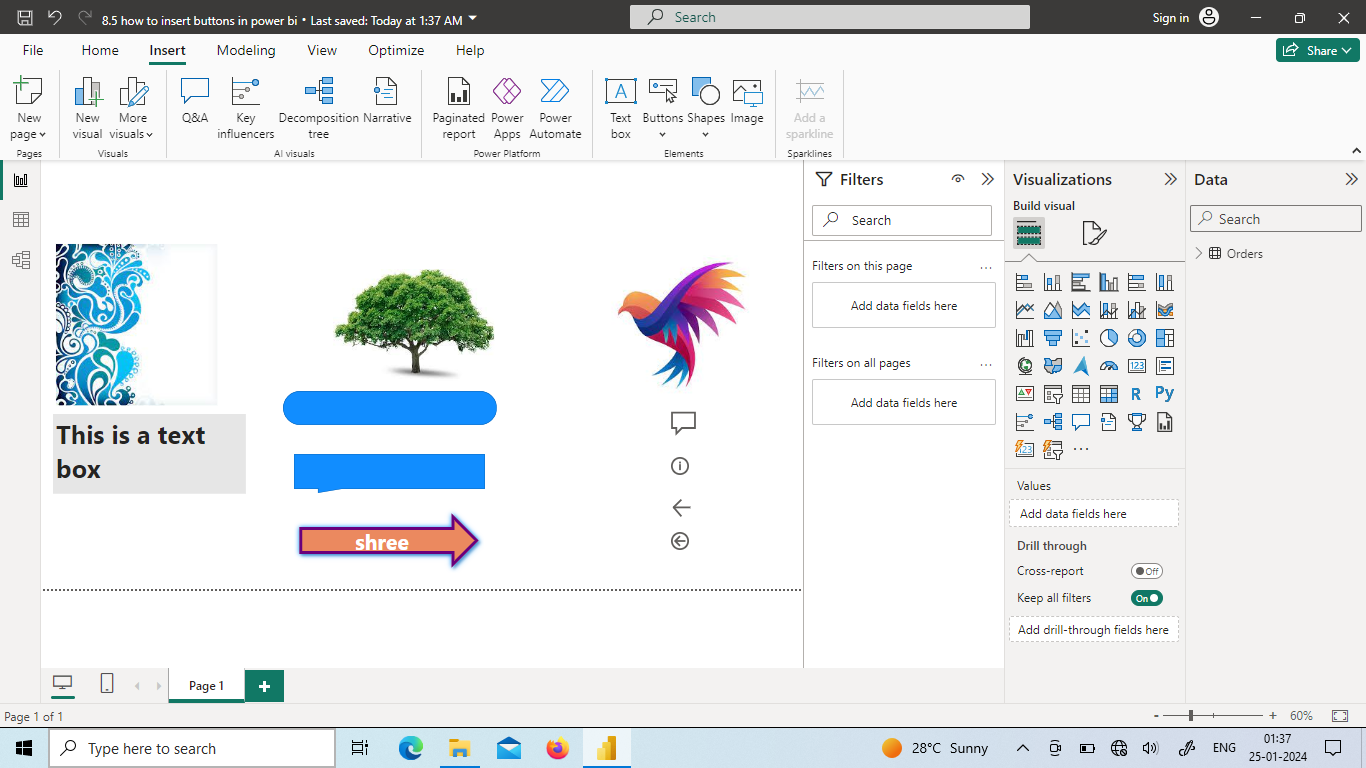 8.5 how to insert buttons in power bi • Last saved: Today at 1:37 AM
Search
Sign in
File Home Insert Modeling View Optimize Help
Share
New page
New visual
More visuals
Q&A
Key influencers
Decomposition tree
Narrative
Paginated report
Power Apps
Power Automate
Text box
Buttons
Shapes
Image
Add a sparkline
Pages
Visuals
AI visuals
Power Platform
Elements
Sparklines
This is a text
box
shree
Filters
Search
Filters on this page
...
Add data fields here
Filters on all pages
...
Add data fields here
Visualizations
Build visual
123
R
Py
123
...
Values
Add data fields here
Drill through
Cross-report
Off
Keep all filters
On
Add drill-through fields here
Data
Search
Orders
Page 1
+
Page 1 of 1
- + 60%
Type here to search
28°C Sunny
ENG
01:37
25-01-2024